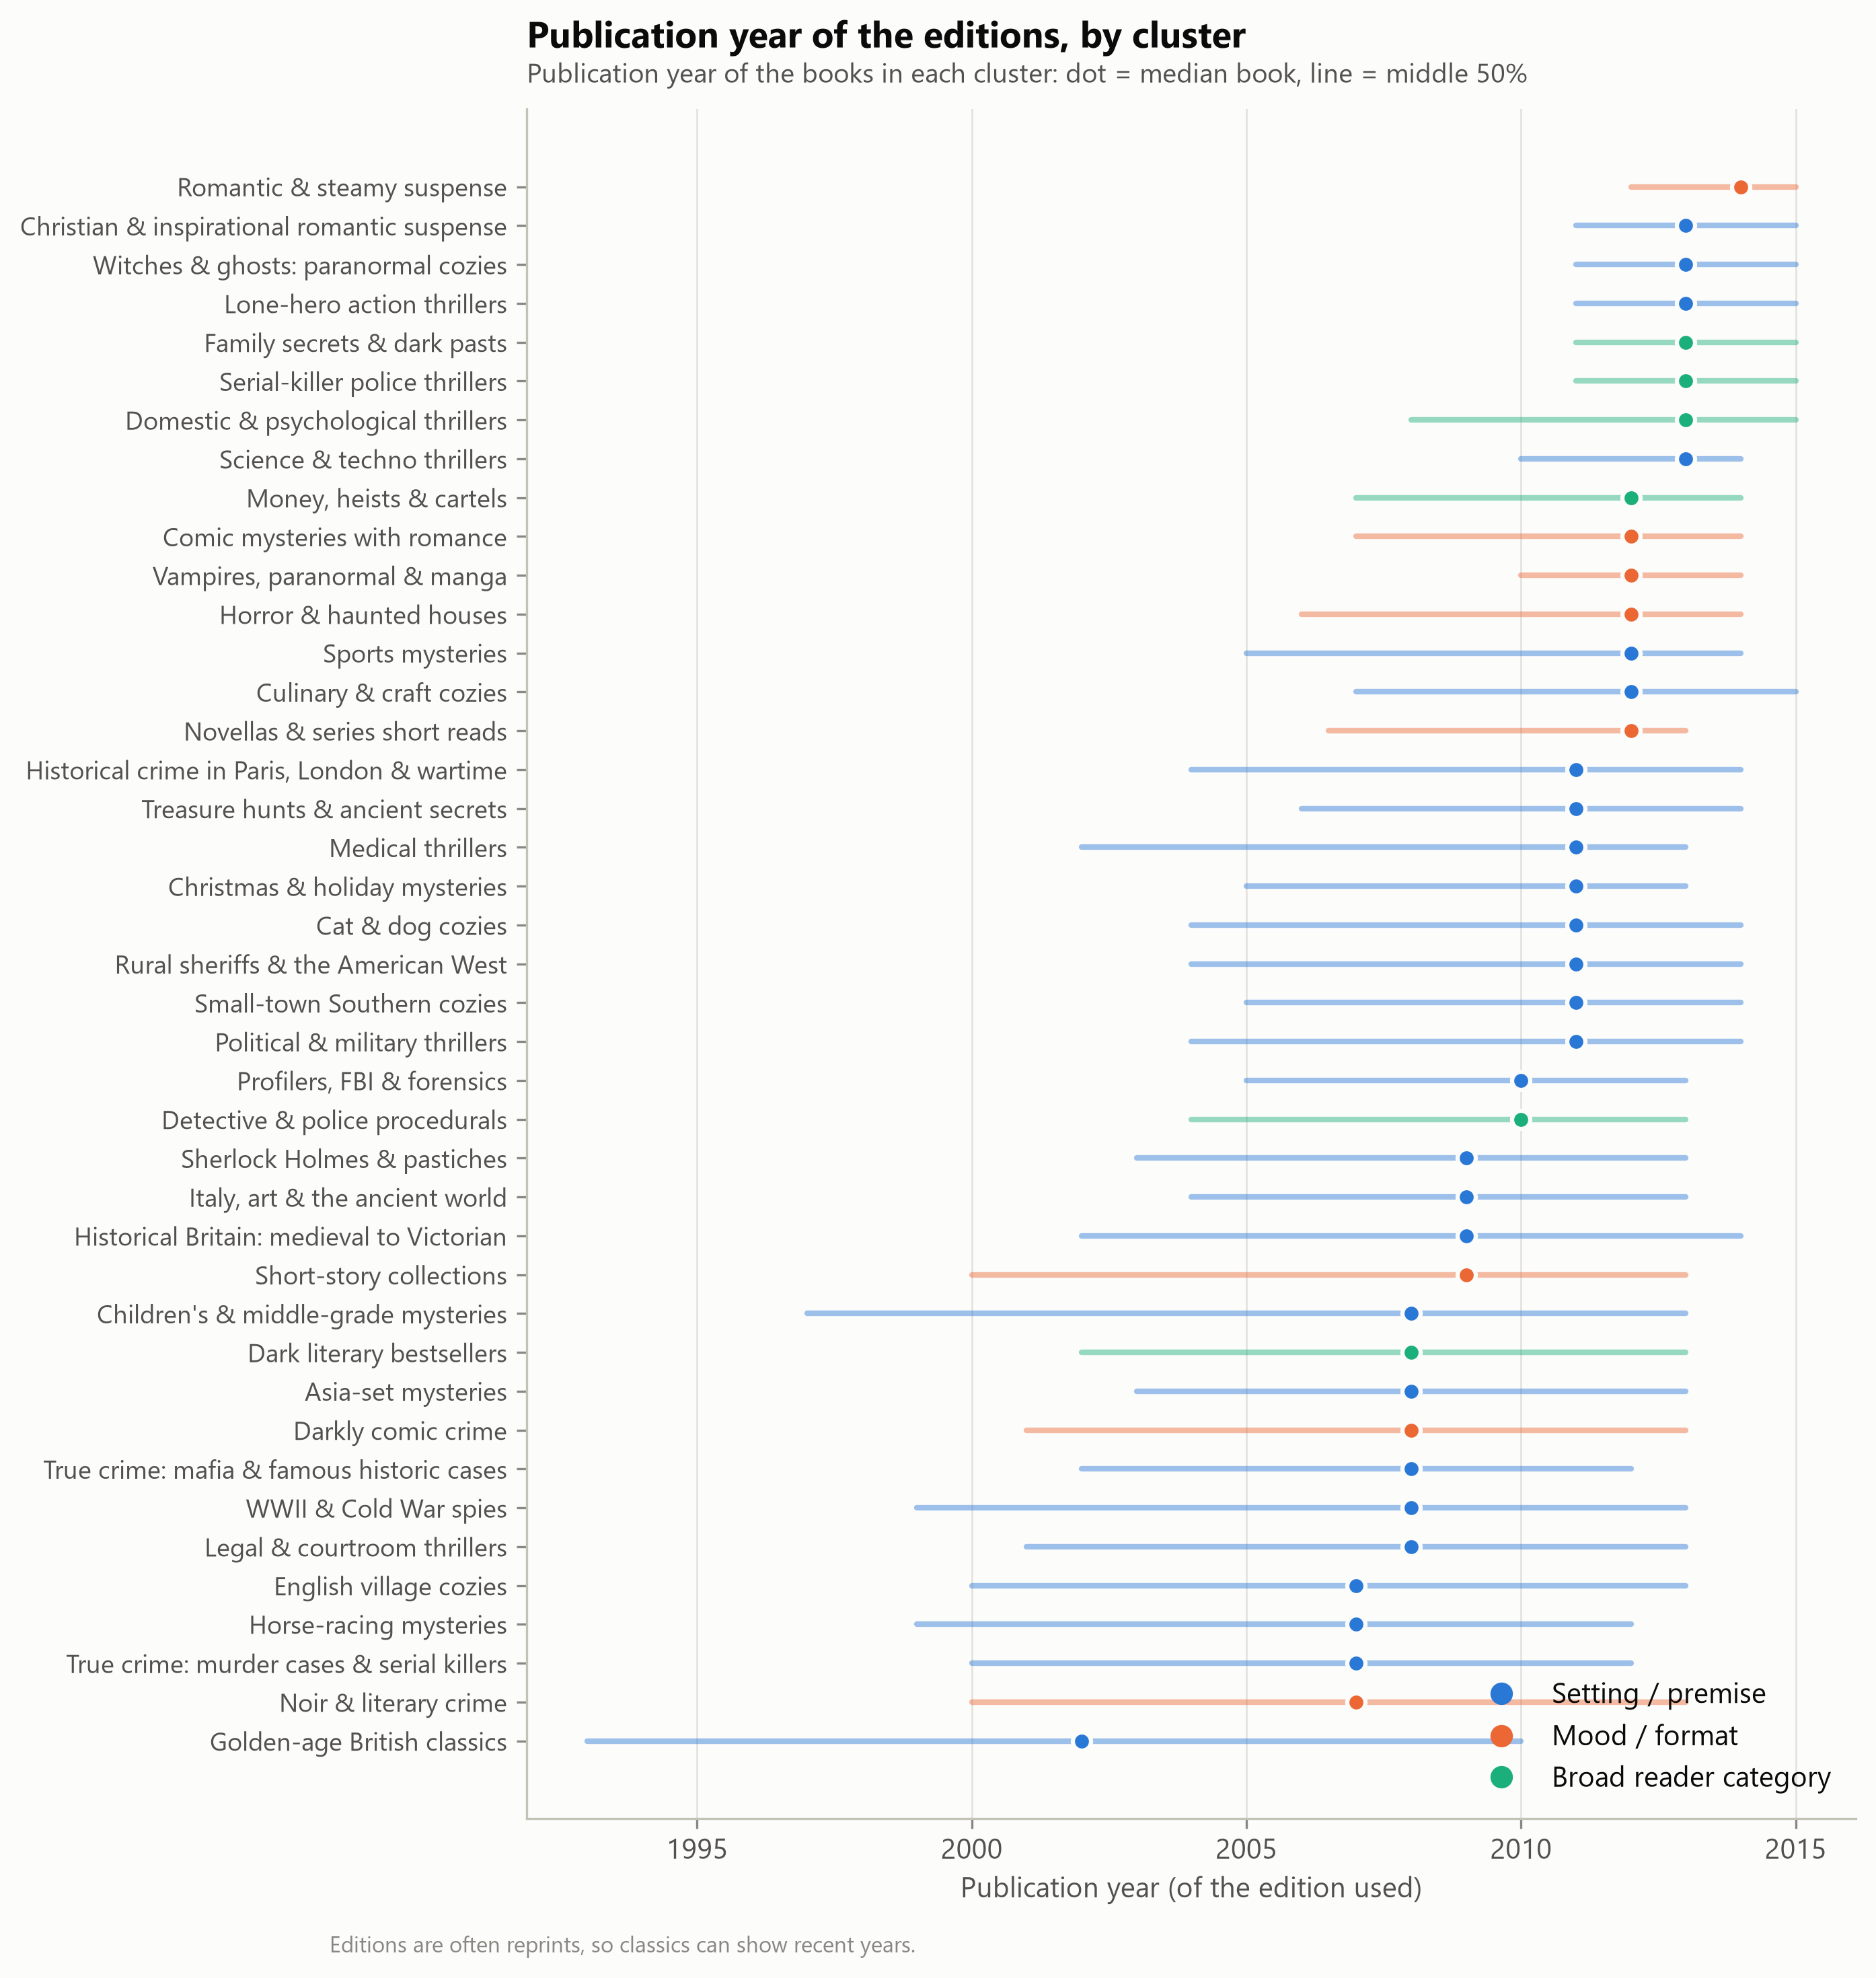 Publication year of the editions, by cluster
Publication year of the books in each cluster: dot = median book, line = middle 50%
Romantic & steamy suspense
Christian & inspirational romantic suspense
Witches & ghosts: paranormal cozies
Lone-hero action thrillers
Family secrets & dark pasts
Serial-killer police thrillers
Domestic & psychological thrillers
Science & techno thrillers
Money, heists & cartels
Comic mysteries with romance
Vampires, paranormal & manga
Horror & haunted houses
Sports mysteries
Culinary & craft cozies
Novellas & series short reads
Historical crime in Paris, London & wartime
Treasure hunts & ancient secrets
Medical thrillers
Christmas & holiday mysteries
Cat & dog cozies
Rural sheriffs & the American West
Small-town Southern cozies
Political & military thrillers
Profilers, FBI & forensics
Detective & police procedurals
Sherlock Holmes & pastiches
Italy, art & the ancient world
Historical Britain: medieval to Victorian
Short-story collections
Children's & middle-grade mysteries
Dark literary bestsellers
Asia-set mysteries
Darkly comic crime
True crime: mafia & famous historic cases
WWII & Cold War spies
Legal & courtroom thrillers
English village cozies
Horse-racing mysteries
True crime: murder cases & serial killers
Noir & literary crime
Golden-age British classics
Setting / premise
Mood / format
Broad reader category
1995 2000 2005 2010 2015
Publication year (of the edition used)
Editions are often reprints, so classics can show recent years.